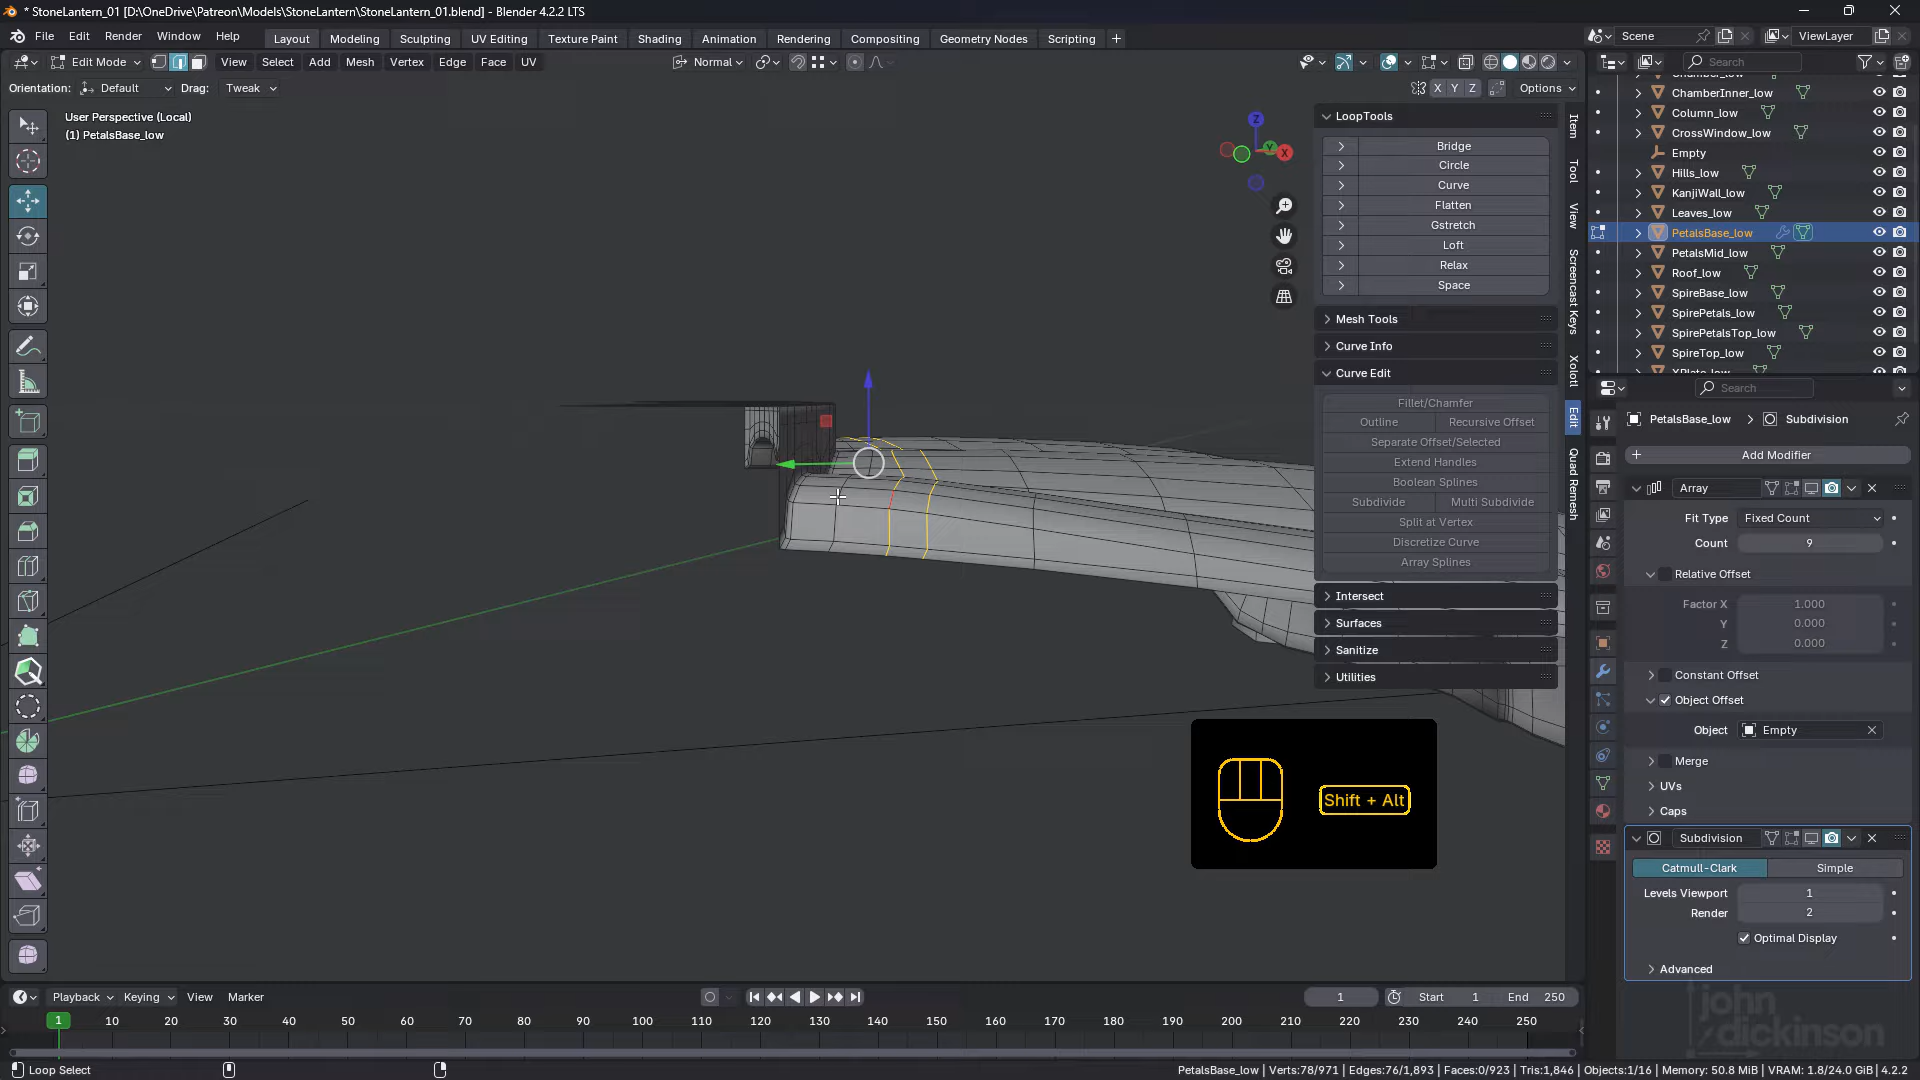 * StoneLantern_01 [D:\OneDrive\Patreon\Models\StoneLantern\StoneLantern_01.blend] - Blender 4.2.2 LTS
File Edit Render Window Help Layout Modeling Sculpting UV Editing Texture Paint Shading Animation Rendering Compositing Geometry Nodes Scripting + Scene ViewLayer
Edit Mode View Select Add Mesh Vertex Edge Face UV Normal Search
Orientation: Default Drag: Tweak X Y Z Options
User Perspective (Local)
(1) PetalsBase_low
Z
Y
X
LoopTools
Bridge
Circle
Curve
Flatten
Gstretch
Loft
Relax
Space
Mesh Tools
Curve Info
Curve Edit
Fillet/Chamfer
Outline Recursive Offset
Separate Offset/Selected
Extend Handles
Boolean Splines
Subdivide Multi Subdivide
Split at Vertex
Discretize Curve
Array Splines
Intersect
Surfaces
Sanitize
Utilities
Item
Tool
View
Screencast Keys
Xolotl
Edit
Quad Remesh
Shift + Alt
Chamber_low
ChamberInner_low
Column_low
CrossWindow_low
Empty
Hills_low
KanjiWall_low
Leaves_low
PetalsBase_low
PetalsMid_low
Roof_low
SpireBase_low
SpirePetals_low
SpirePetalsTop_low
SpireTop_low
XPlate_low
Search
PetalsBase_low > Subdivision
+ Add Modifier
Array
Fit Type Fixed Count
Count 9
Relative Offset
Factor X 1.000
Y 0.000
Z 0.000
Constant Offset
Object Offset
Object Empty
Merge
UVs
Caps
Subdivision
Catmull-Clark Simple
Levels Viewport 1
Render 2
Optimal Display
Advanced
john
dickinson
Playback Keying View Marker 1 Start 1 End 250
1 10 20 30 40 50 60 70 80 90 100 110 120 130 140 150 160 170 180 190 200 210 220 230 240 250
Loop Select
PetalsBase_low | Verts:78/971 | Edges:76/1,893 | Faces:0/923 | Tris:1,846 | Objects:1/16 | Memory: 50.8 MiB | VRAM: 1.8/24.0 GiB | 4.2.2